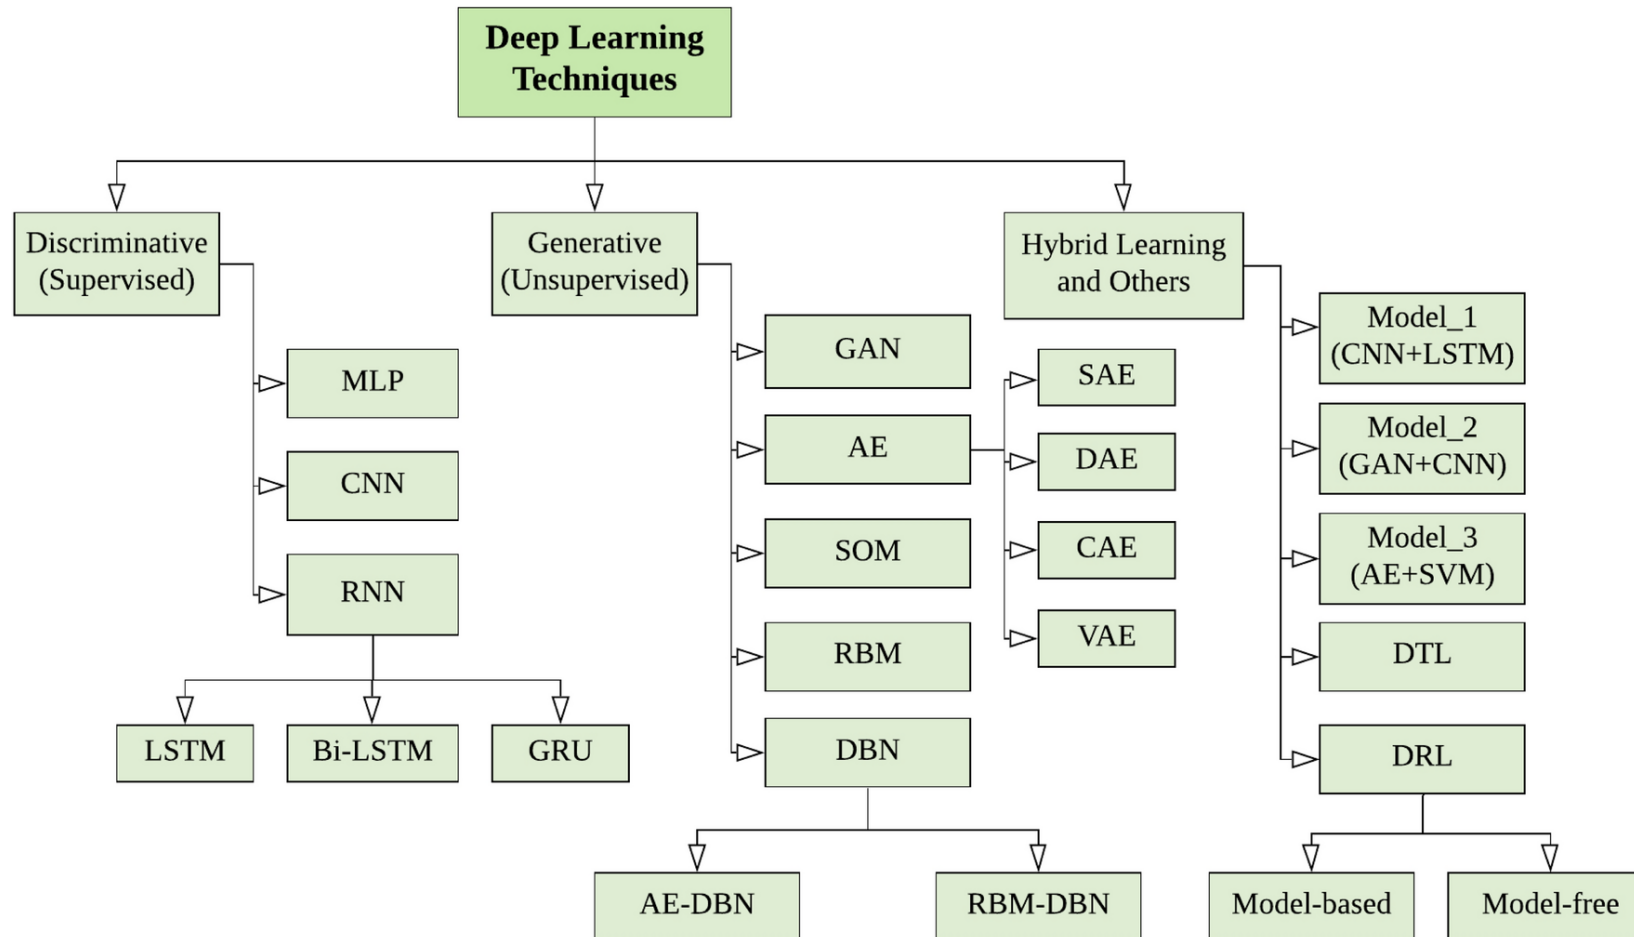 Deep Learning
Techniques
Discriminative
(Supervised)
MLP
CNN
RNN
LSTM
Bi-LSTM
GRU
Generative
(Unsupervised)
GAN
AE
SAE
DAE
CAE
VAE
SOM
RBM
DBN
AE-DBN
RBM-DBN
Hybrid Learning
and Others
Model_1
(CNN+LSTM)
Model_2
(GAN+CNN)
Model_3
(AE+SVM)
DTL
DRL
Model-based
Model-free